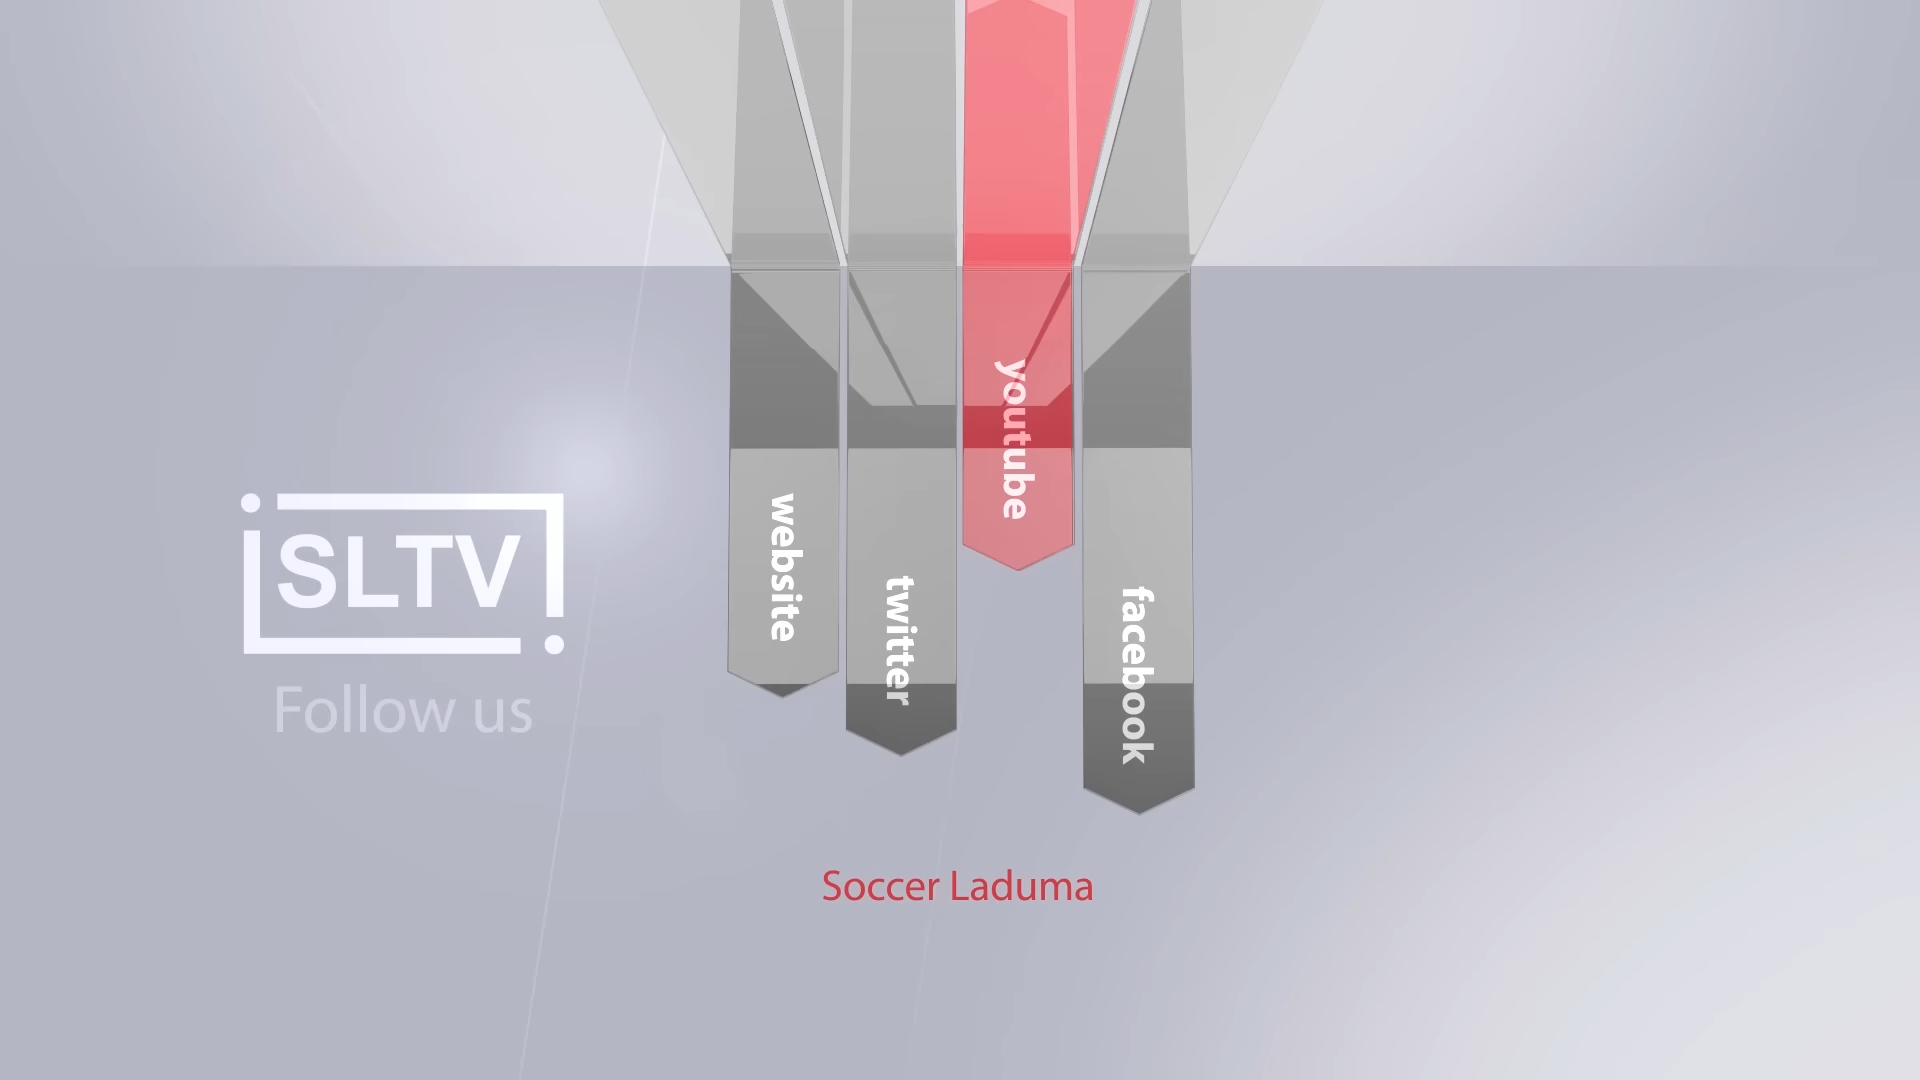 SLTV
Follow us
website
twitter
youtube
facebook
Soccer Laduma